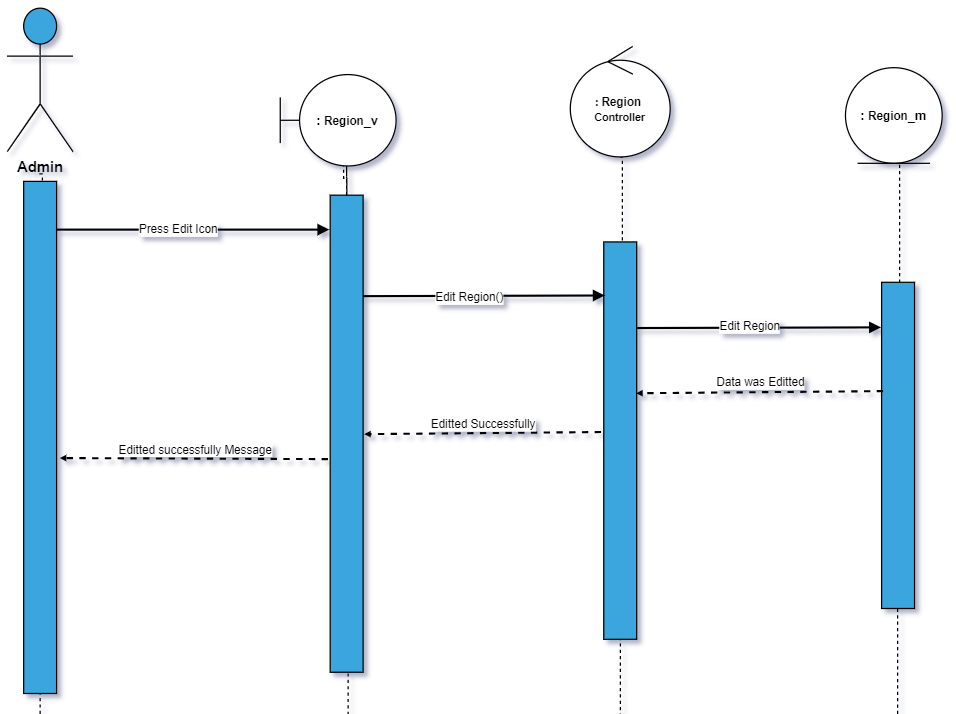 : Region
Controller
: Region_v
: Region_m
Admin
Press Edit Icon
Edit Region()
Edit Region
Data was Editted
Editted Successfully
Editted successfully Message